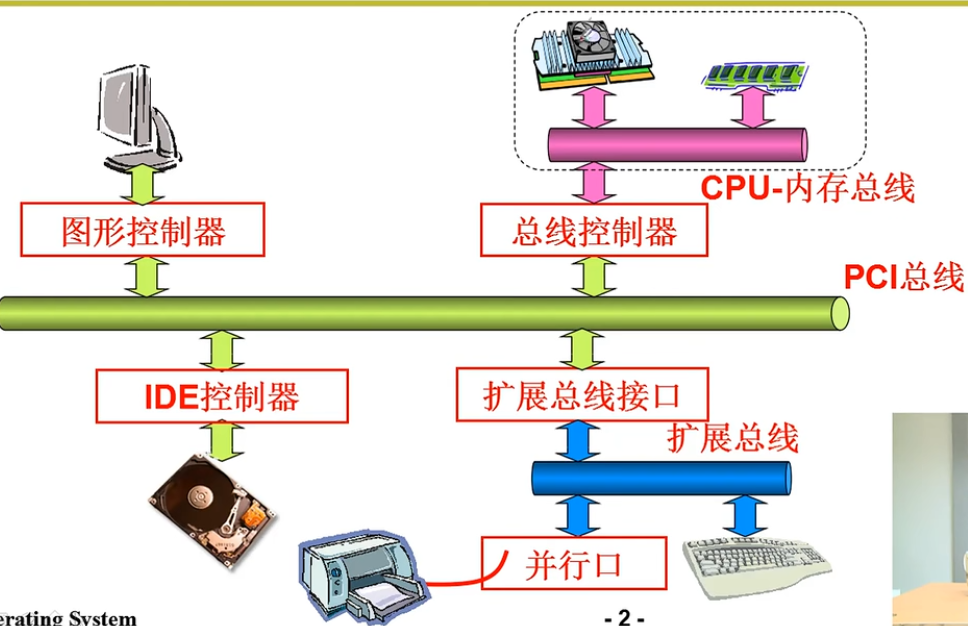 CPU-内存总线
图形控制器
总线控制器
PCI总线
IDE控制器
扩展总线接口
扩展总线
并行口
erating System
- 2 -